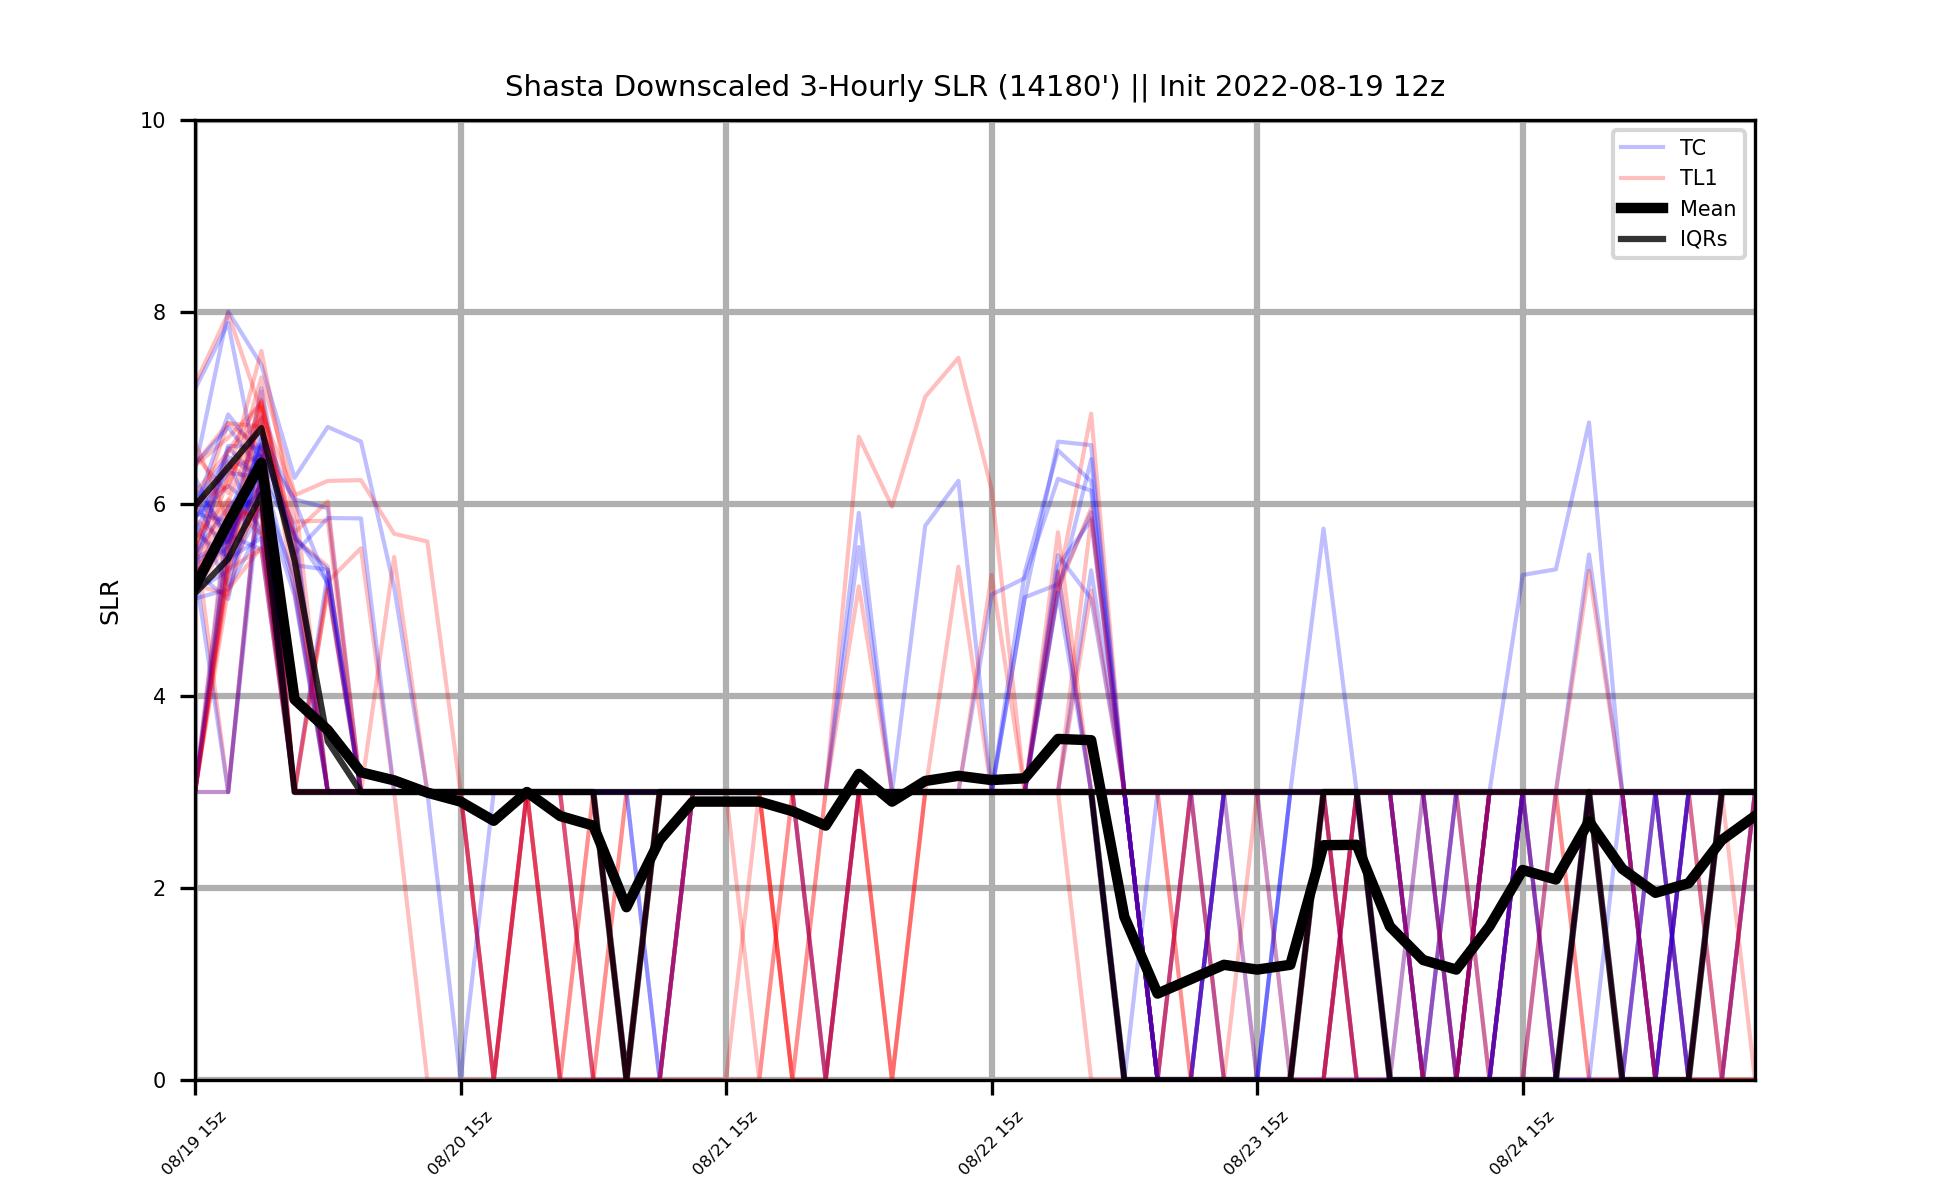 Shasta Downscaled 3-Hourly SLR (14180') || Init 2022-08-19 12z
10
8
6
4
2
0
SLR
TC
TL1
Mean
IQRs
08/19 15z
08/20 15z
08/21 15z
08/22 15z
08/23 15z
08/24 15z